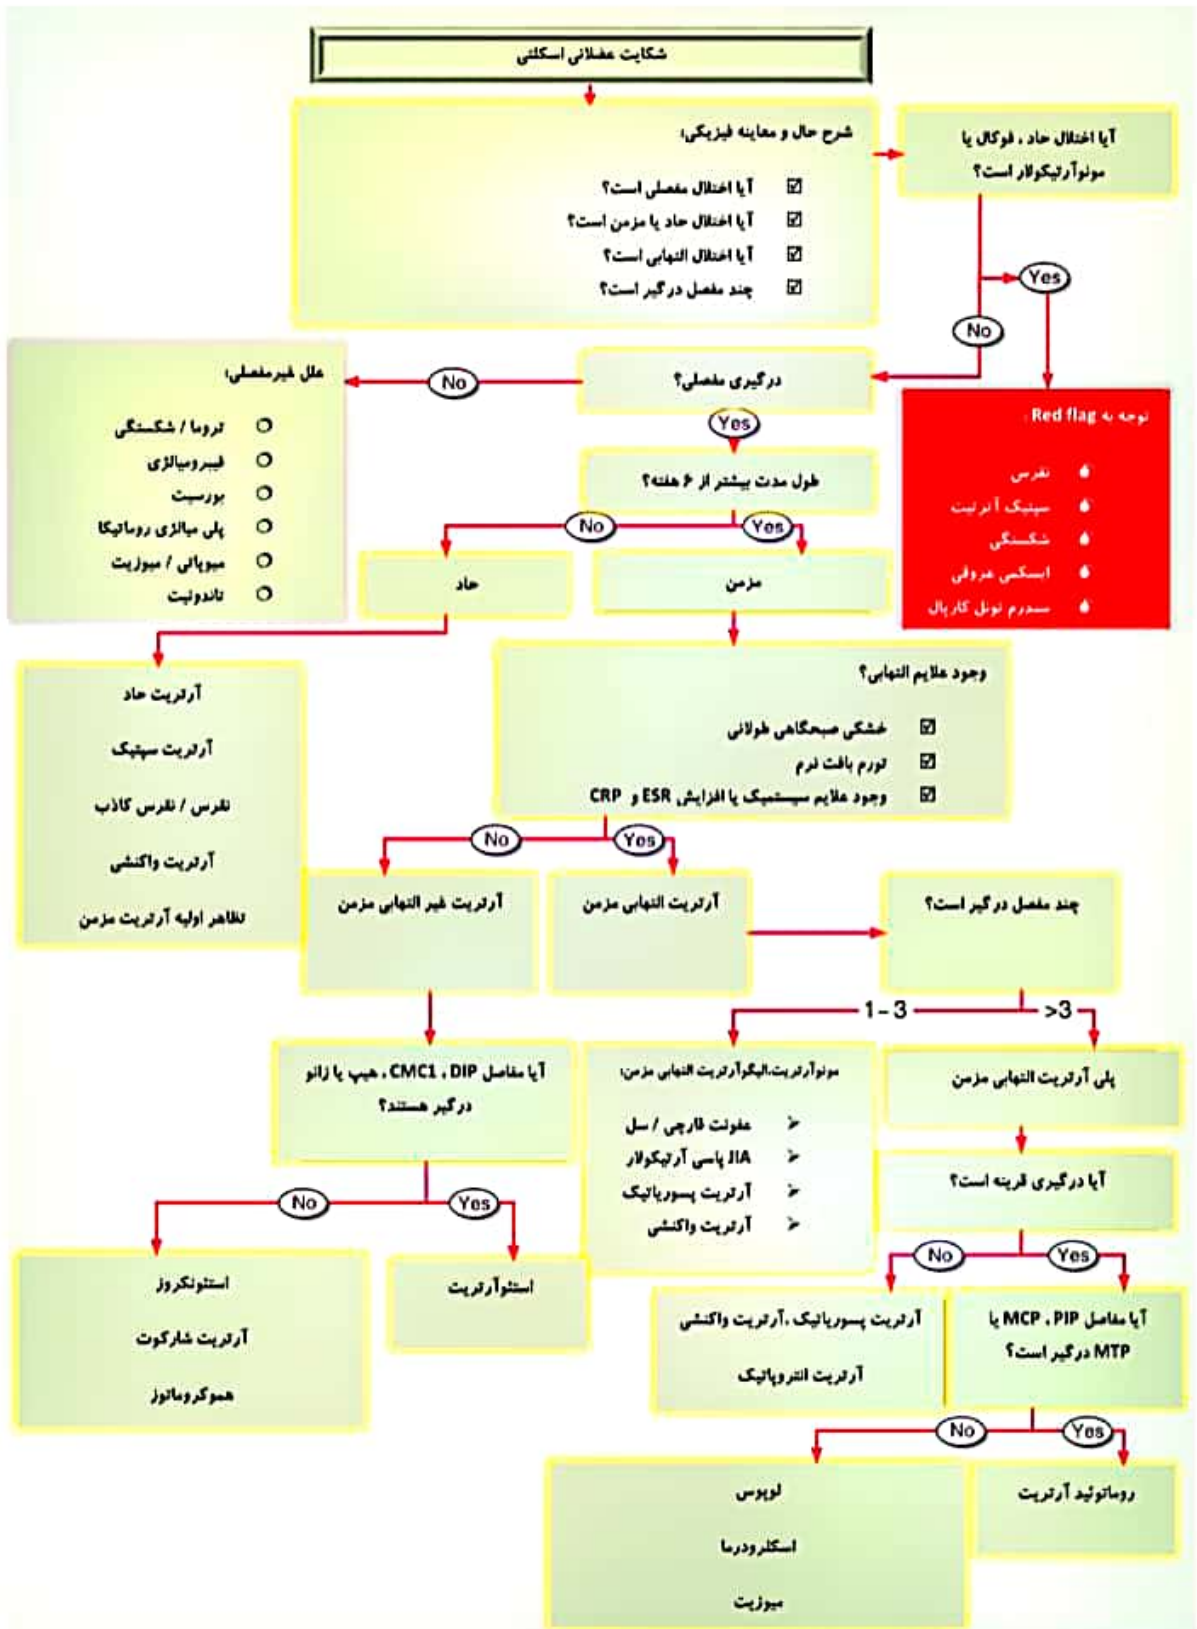 شکایت عضلانی اسکلتی
شرح حال و معاینه فیزیکی:
آیا اختلال مفصلی است؟
آیا اختلال حاد یا مزمن است؟
آیا اختلال التهابی است؟
چند مفصل درگیر است؟
آیا اختلال حاد ، فوکال یا
مونوآرتیکولار است؟
Yes
No
توجه به Red flag :
نقرس
سپتیک آرتریت
شکستگی
ایسکمی عروقی
سندرم تونل کارپال
درگیری مفصلی؟
No
علل غیرمفصلی:
تروما / شکستگی
فیبرومیالژی
بورسیت
پلی میالژی روماتیکا
میوپاتی / میوزیت
تاندونیت
Yes
طول مدت بیشتر از ۶ هفته؟
No
Yes
حاد
مزمن
آرتریت حاد
آرتریت سپتیک
نقرس / نقرس کاذب
آرتریت واکنشی
تظاهر اولیه آرتریت مزمن
وجود علایم التهابی؟
خشکی صبحگاهی طولانی
تورم بافت نرم
وجود علایم سیستمیک یا افزایش ESR و CRP
No
Yes
آرتریت غیر التهابی مزمن
آرتریت التهابی مزمن
چند مفصل درگیر است؟
1 – 3
>3
آیا مفاصل CMC1 ، DIP ، هیپ یا زانو
درگیر هستند؟
No
Yes
استئونکروز
آرتریت شارکوت
هموکروماتوز
استئوآرتریت
مونوآرتریت،الیگوآرتریت التهابی مزمن:
عفونت قارچی / سل
JIA پاسی آرتیکولار
آرتریت پسوریاتیک
آرتریت واکنشی
پلی آرتریت التهابی مزمن
آیا درگیری قرینه است؟
No
Yes
آرتریت پسوریاتیک ،آرتریت واکنشی
آرتریت انتروپاتیک
آیا مفاصل MCP ، PIP یا
MTP درگیر است؟
No
Yes
لوپوس
اسکلرودرما
میوزیت
روماتوئید آرتریت